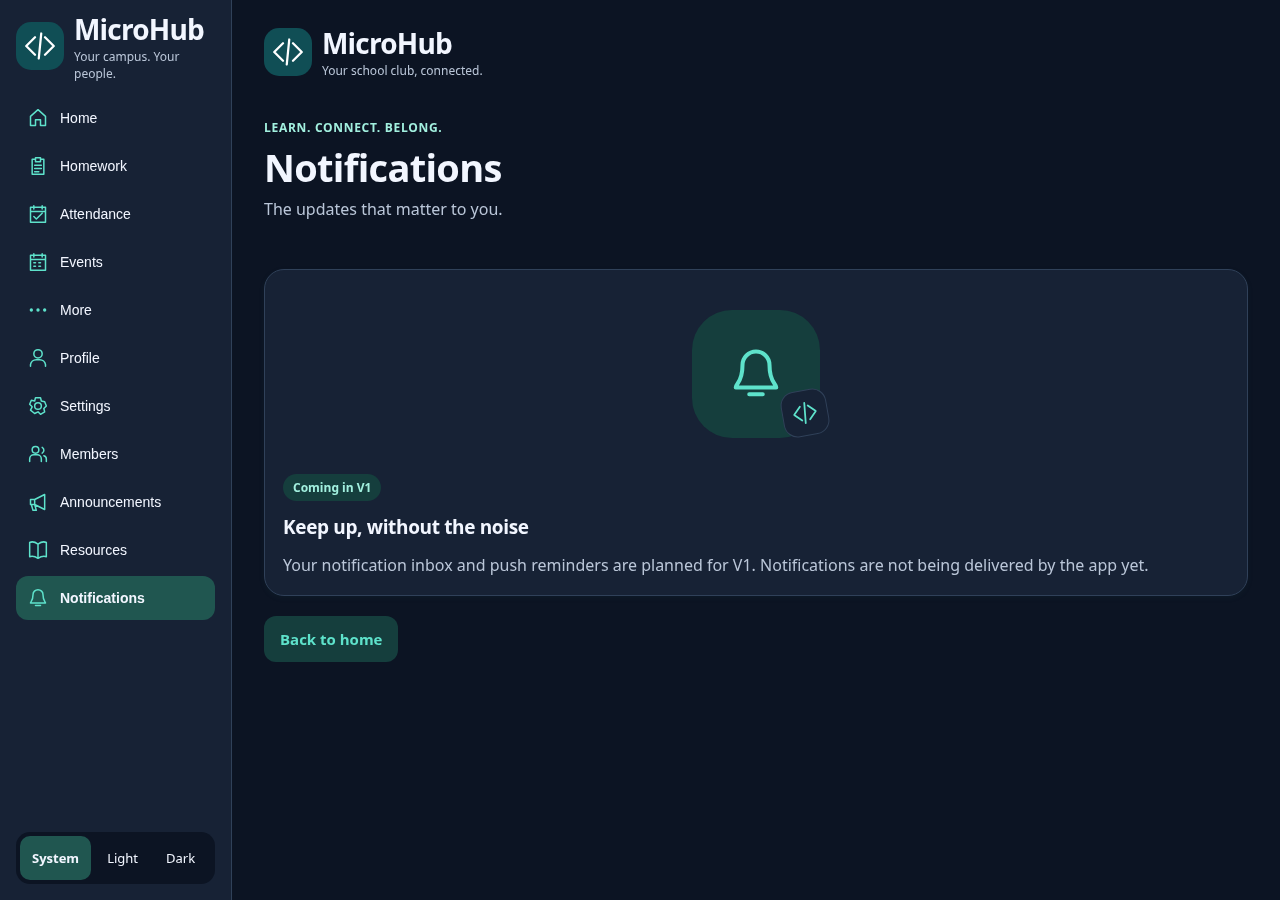 MicroHub
Your campus. Your
people.
Home
Homework
Attendance
Events
More
Profile
Settings
Members
Announcements
Resources
Notifications
System
Light
Dark
MicroHub
Your school club, connected.
LEARN. CONNECT. BELONG.
Notifications
The updates that matter to you.
Coming in V1
Keep up, without the noise
Your notification inbox and push reminders are planned for V1. Notifications are not being delivered by the app yet.
Back to home